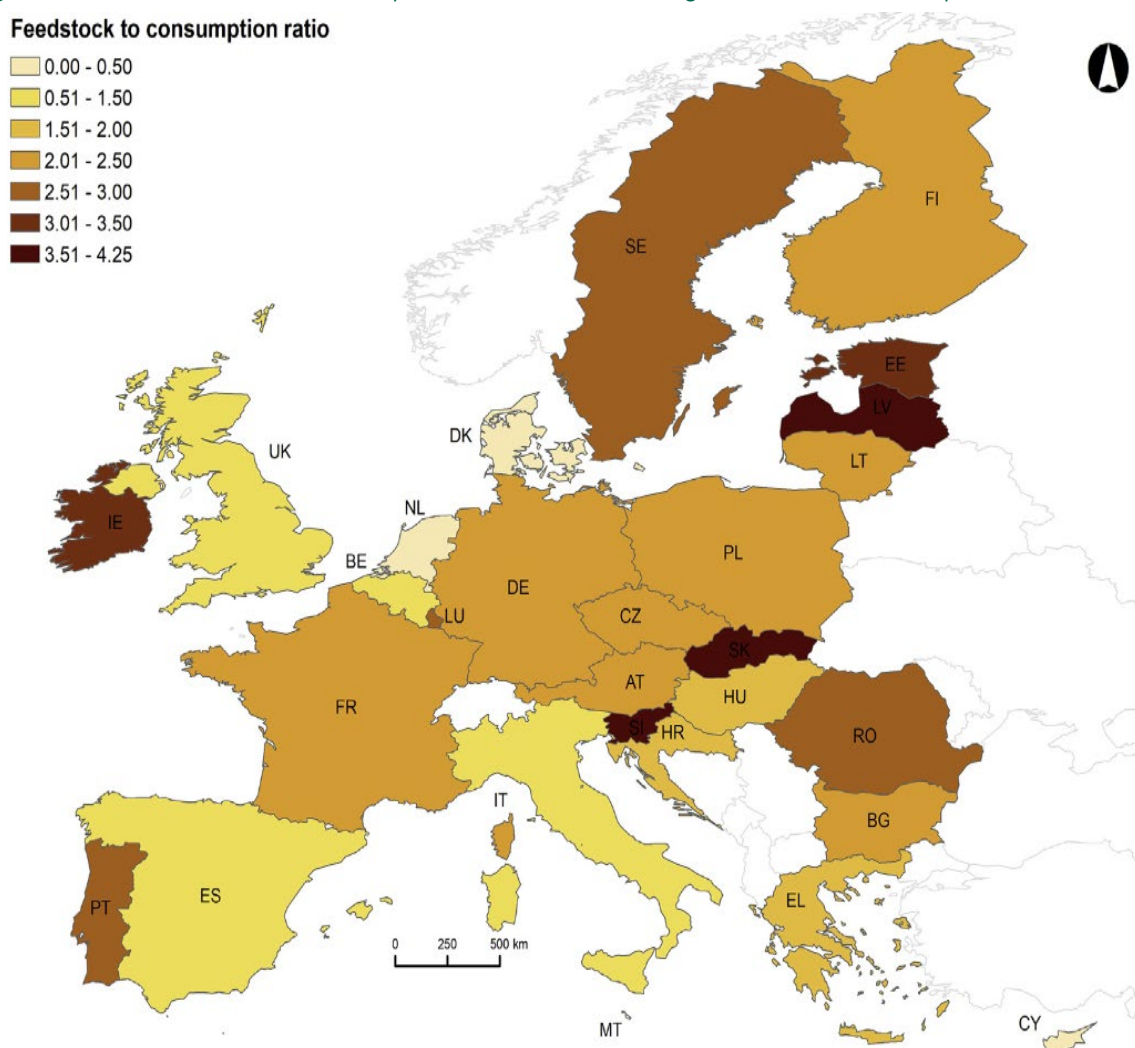 Feedstock to consumption ratio
0.00 - 0.50
0.51 - 1.50
1.51 - 2.00
2.01 - 2.50
2.51 - 3.00
3.01 - 3.50
3.51 - 4.25
FI
SE
EE
LV
DK
LT
UK
NL
IE
BE
PL
DE
LU
CZ
SK
AT
HU
FR
SI
HR
RO
IT
BG
ES
PT
EL
0 250 500 km
MT
CY